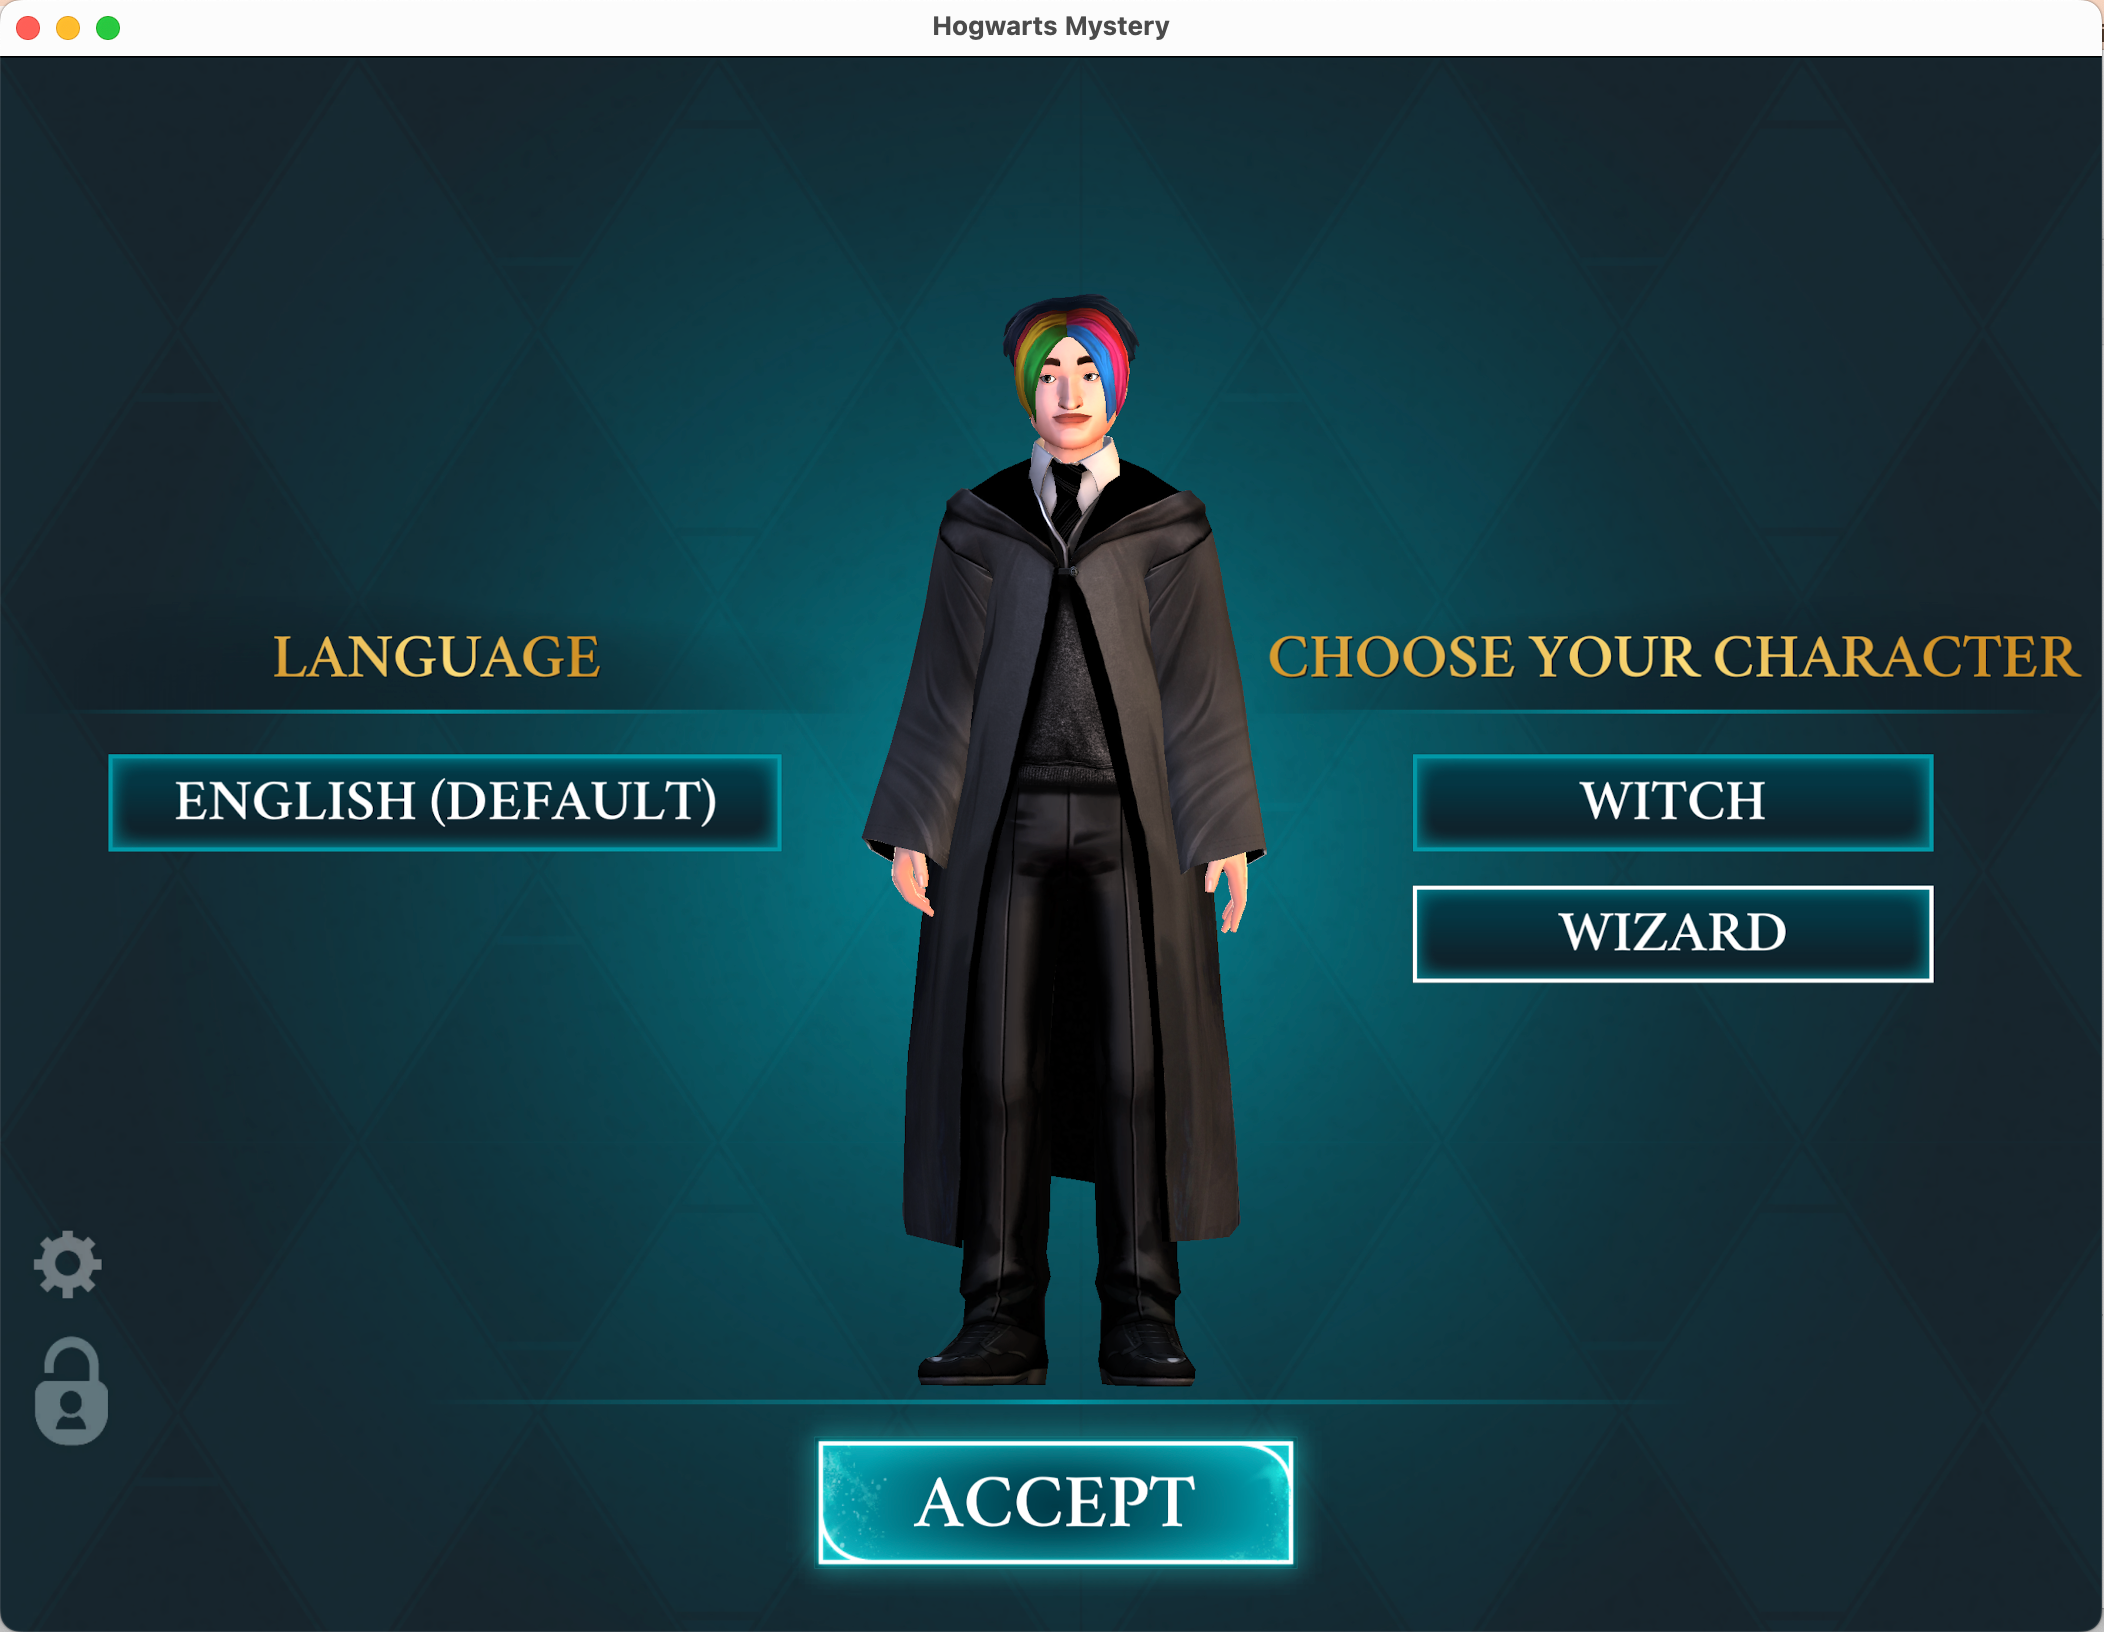 Hogwarts Mystery
LANGUAGE
ENGLISH (DEFAULT)
CHOOSE YOUR CHARACTER
WITCH
WIZARD
ACCEPT